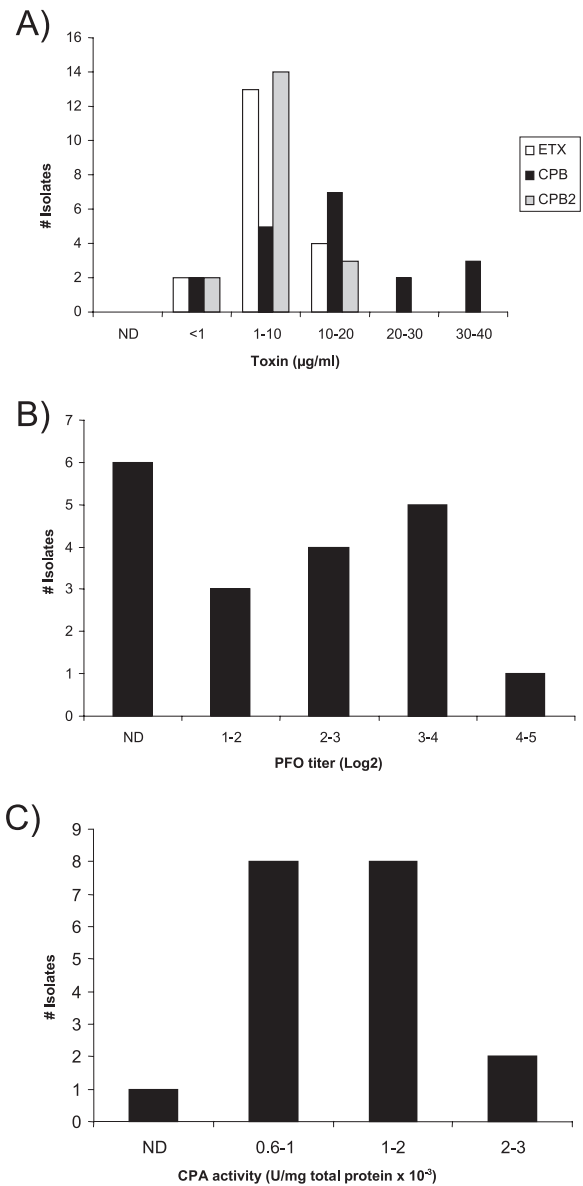 A)
16
14
12
10
8
6
4
2
0
# Isolates
ND <1 1-10 10-20 20-30 30-40
Toxin (µg/ml)
ETX
CPB
CPB2
B)
7
6
5
4
3
2
1
0
# Isolates
ND 1-2 2-3 3-4 4-5
PFO titer (Log2)
C)
9
8
7
6
5
4
3
2
1
0
# Isolates
ND 0.6-1 1-2 2-3
CPA activity (U/mg total protein x 10⁻³)